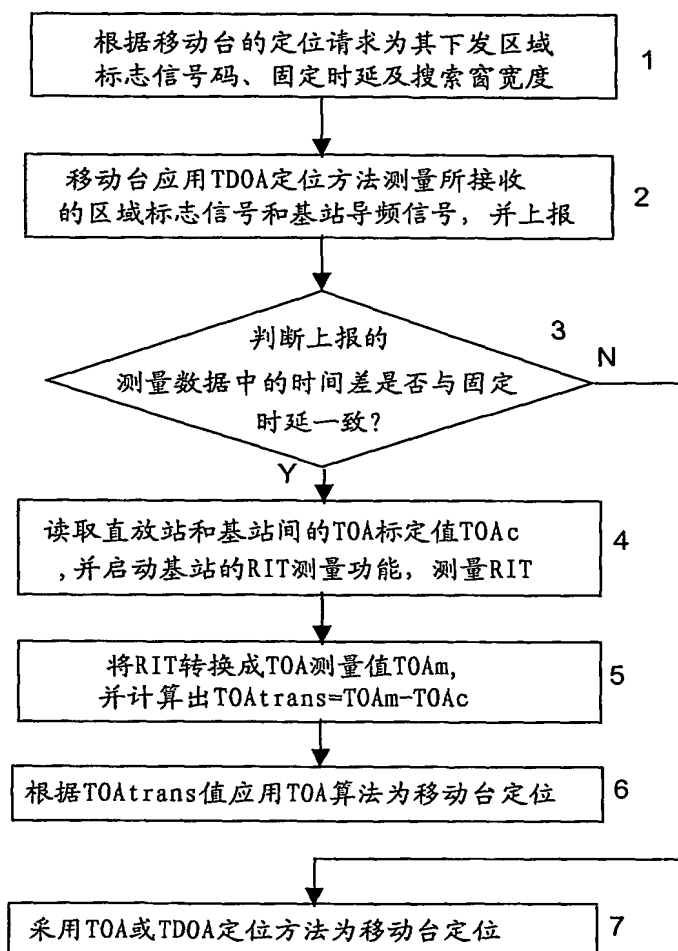 根据移动台的定位请求为其下发区域
标志信号码、固定时延及搜索窗宽度
1
移动台应用TDOA定位方法测量所接收
的区域标志信号和基站导频信号，并上报
2
3
判断上报的
测量数据中的时间差是否与固定
时延一致?
N
Y
读取直放站和基站间的TOA标定值TOAc
,并启动基站的RIT测量功能，测量RIT
4
将RIT转换成TOA测量值TOAm,
并计算出TOAtrans=TOAm-TOAc
5
根据TOAtrans值应用TOA算法为移动台定位
6
采用TOA或TDOA定位方法为移动台定位
7